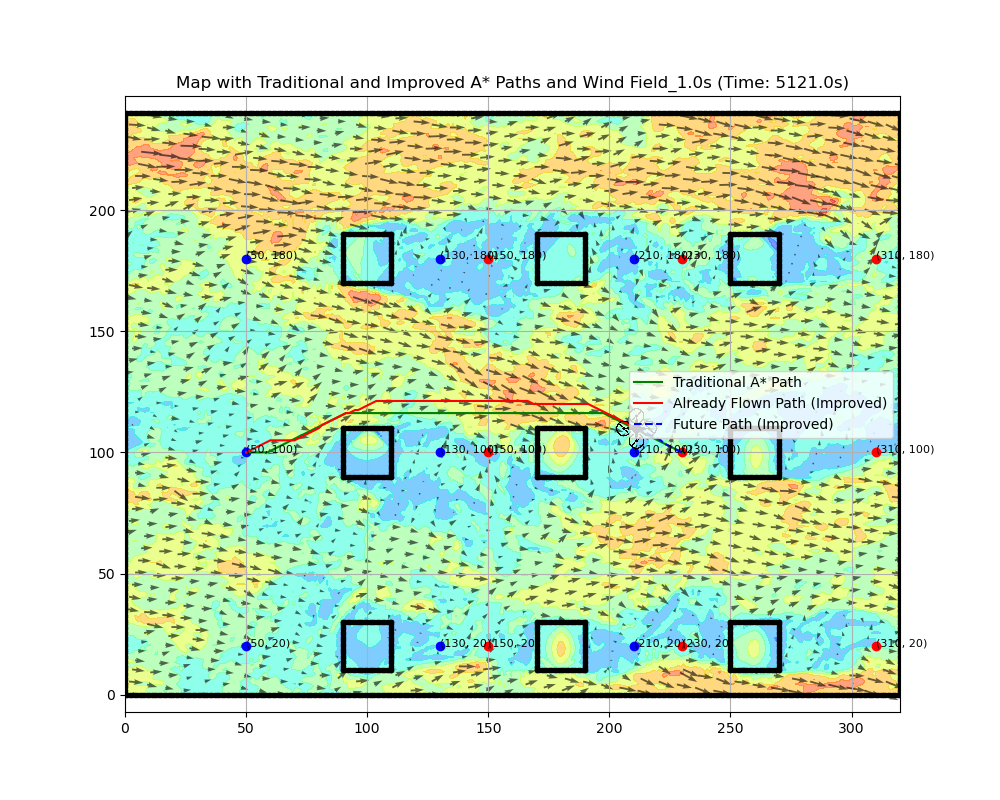 Map with Traditional and Improved A* Paths and Wind Field_1.0s (Time: 5121.0s)
200
(50, 180) (130, 180) (150, 180) (210, 180) (230, 180) (310, 180)
150
Traditional A* Path
Already Flown Path (Improved)
Future Path (Improved)
100
(50, 100) (130, 100) (150, 100) (210, 100) (230, 100) (310, 100)
50
(50, 20) (130, 20) (150, 20) (210, 20) (230, 20) (310, 20)
0
0 50 100 150 200 250 300